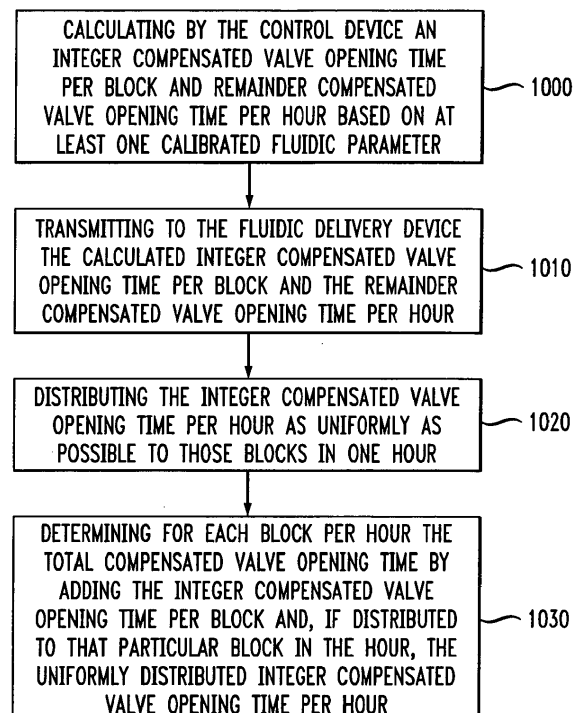 CALCULATING BY THE CONTROL DEVICE AN
INTEGER COMPENSATED VALVE OPENING TIME
PER BLOCK AND REMAINDER COMPENSATED
VALVE OPENING TIME PER HOUR BASED ON AT
LEAST ONE CALIBRATED FLUIDIC PARAMETER
1000
TRANSMITTING TO THE FLUIDIC DELIVERY DEVICE
THE CALCULATED INTEGER COMPENSATED VALVE
OPENING TIME PER BLOCK AND THE REMAINDER
COMPENSATED VALVE OPENING TIME PER HOUR
1010
DISTRIBUTING THE INTEGER COMPENSATED VALVE
OPENING TIME PER HOUR AS UNIFORMLY AS
POSSIBLE TO THOSE BLOCKS IN ONE HOUR
1020
DETERMINING FOR EACH BLOCK PER HOUR THE
TOTAL COMPENSATED VALVE OPENING TIME BY
ADDING THE INTEGER COMPENSATED VALVE
OPENING TIME PER BLOCK AND, IF DISTRIBUTED
TO THAT PARTICULAR BLOCK IN THE HOUR, THE
UNIFORMLY DISTRIBUTED INTEGER COMPENSATED
VALVE OPENING TIME PER HOUR
1030